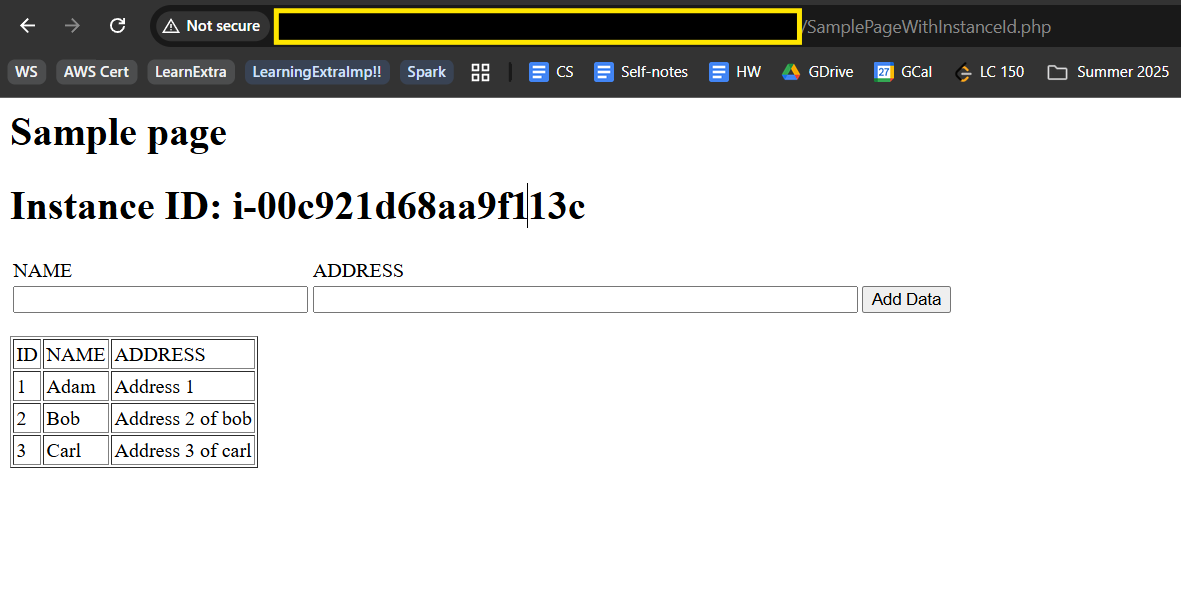 Not secure /SamplePageWithInstanceId.php
WS AWS Cert LearnExtra LearningExtraImp!! Spark CS Self-notes HW GDrive 27 GCal LC 150 Summer 2025
Sample page
Instance ID: i-00c921d68aa9f113c
NAME ADDRESS
Add Data
ID NAME ADDRESS
1 Adam Address 1
2 Bob Address 2 of bob
3 Carl Address 3 of carl